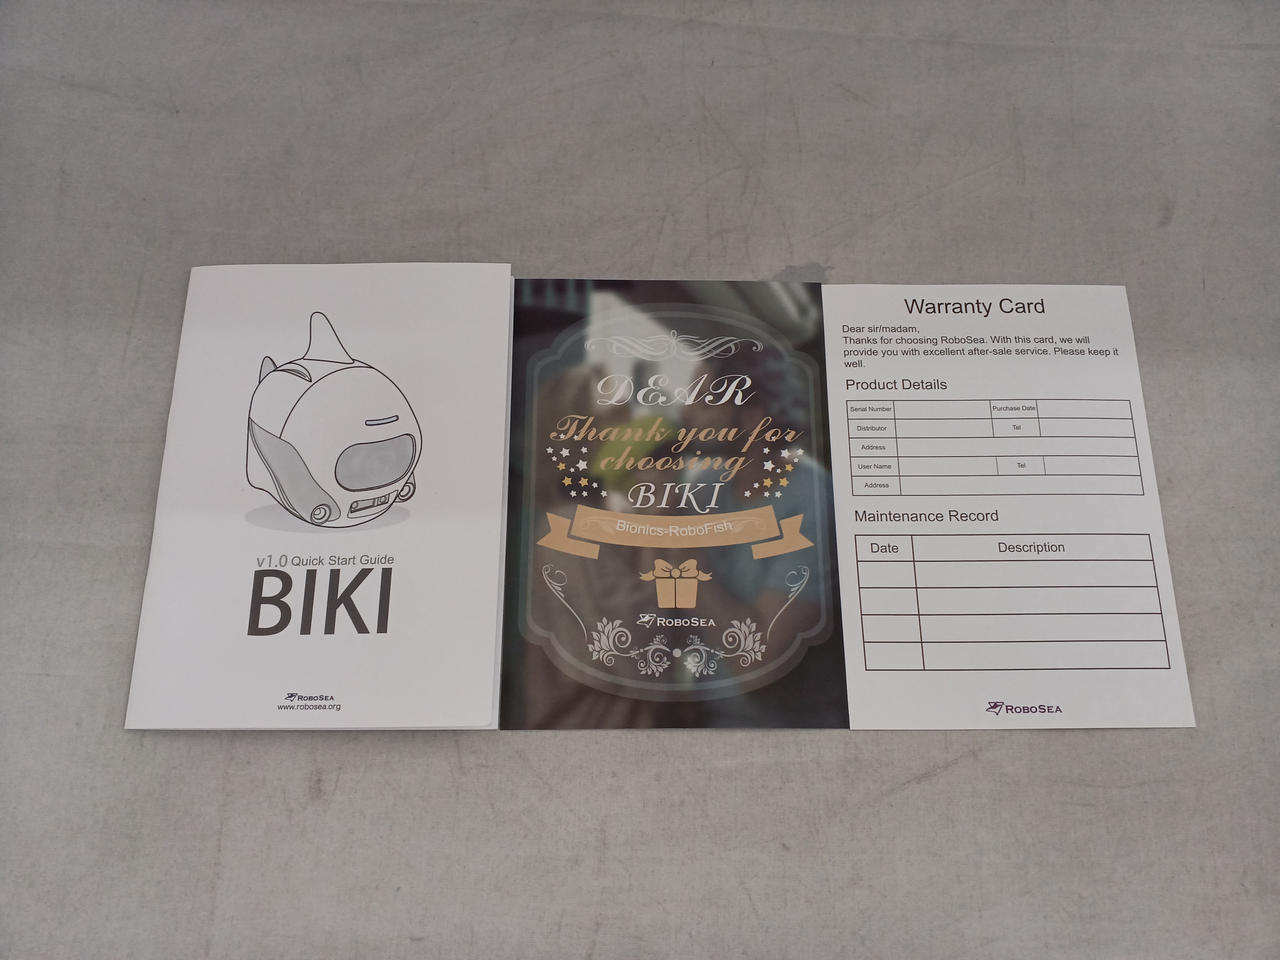 v1.0 Quick Start Guide
BIKI
ROBOSEA
www.robosea.org
DEAR
Thank you for
choosing
BIKI
Bionics-RoboFish
ROBOSEA
Warranty Card
Dear sir/madam,
Thanks for choosing RoboSea. With this card, we will
provide you with excellent after-sale service. Please keep it
well.
Product Details
Serial Number Purchase Date
Distributor Tel
Address
User Name Tel
Address
Maintenance Record
Date Description
ROBOSEA